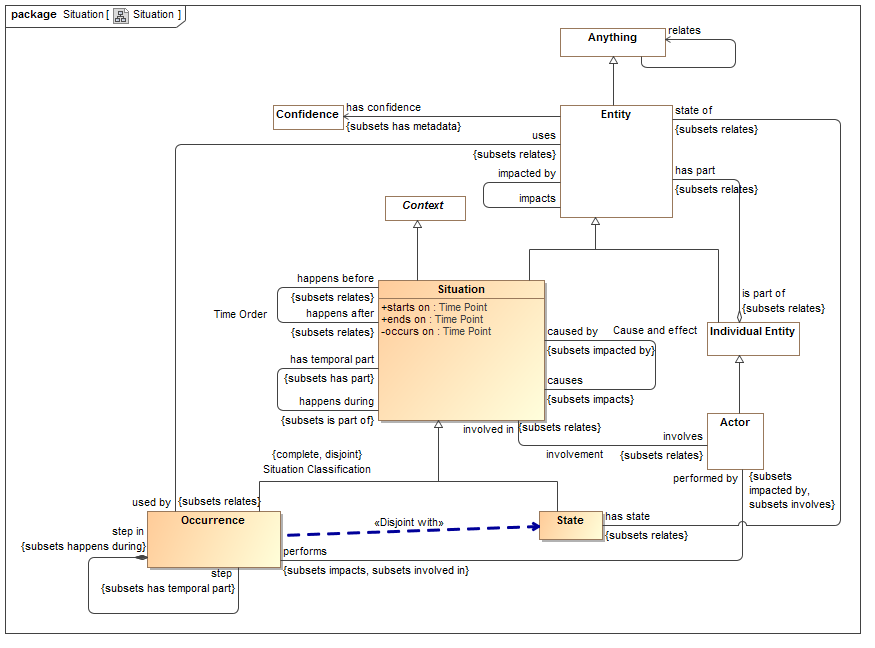 package Situation [ Situation ]
Anything
relates
Confidence
has confidence
{subsets has metadata}
Entity
state of
{subsets relates}
uses
{subsets relates}
impacted by
impacts
has part
{subsets relates}
Context
Situation
+starts on : Time Point
+ends on : Time Point
-occurs on : Time Point
happens before
{subsets relates}
Time Order
happens after
{subsets relates}
has temporal part
{subsets has part}
happens during
{subsets is part of}
caused by
Cause and effect
{subsets impacted by}
causes
{subsets impacts}
is part of
{subsets relates}
Individual Entity
Actor
involved in
{subsets relates}
involves
involvement
{subsets relates}
performed by
{subsets
impacted by,
subsets involves}
{complete, disjoint}
Situation Classification
used by
{subsets relates}
Occurrence
«Disjoint with»
State
has state
{subsets relates}
step in
{subsets happens during}
performs
{subsets impacts, subsets involved in}
step
{subsets has temporal part}